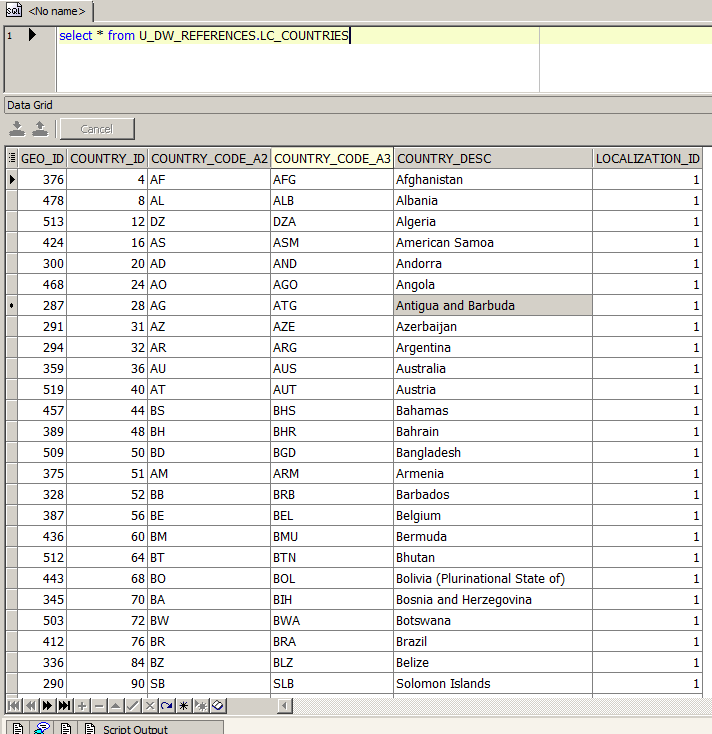 SQL <No name>
1 select * from U_DW_REFERENCES.LC_COUNTRIES
Data Grid
Cancel
GEO_ID COUNTRY_ID COUNTRY_CODE_A2 COUNTRY_CODE_A3 COUNTRY_DESC LOCALIZATION_ID
376 4 AF AFG Afghanistan 1
478 8 AL ALB Albania 1
513 12 DZ DZA Algeria 1
424 16 AS ASM American Samoa 1
300 20 AD AND Andorra 1
468 24 AO AGO Angola 1
287 28 AG ATG Antigua and Barbuda 1
291 31 AZ AZE Azerbaijan 1
294 32 AR ARG Argentina 1
359 36 AU AUS Australia 1
519 40 AT AUT Austria 1
457 44 BS BHS Bahamas 1
389 48 BH BHR Bahrain 1
509 50 BD BGD Bangladesh 1
375 51 AM ARM Armenia 1
328 52 BB BRB Barbados 1
387 56 BE BEL Belgium 1
436 60 BM BMU Bermuda 1
512 64 BT BTN Bhutan 1
443 68 BO BOL Bolivia (Plurinational State of) 1
345 70 BA BIH Bosnia and Herzegovina 1
503 72 BW BWA Botswana 1
412 76 BR BRA Brazil 1
336 84 BZ BLZ Belize 1
290 90 SB SLB Solomon Islands 1
Script Output